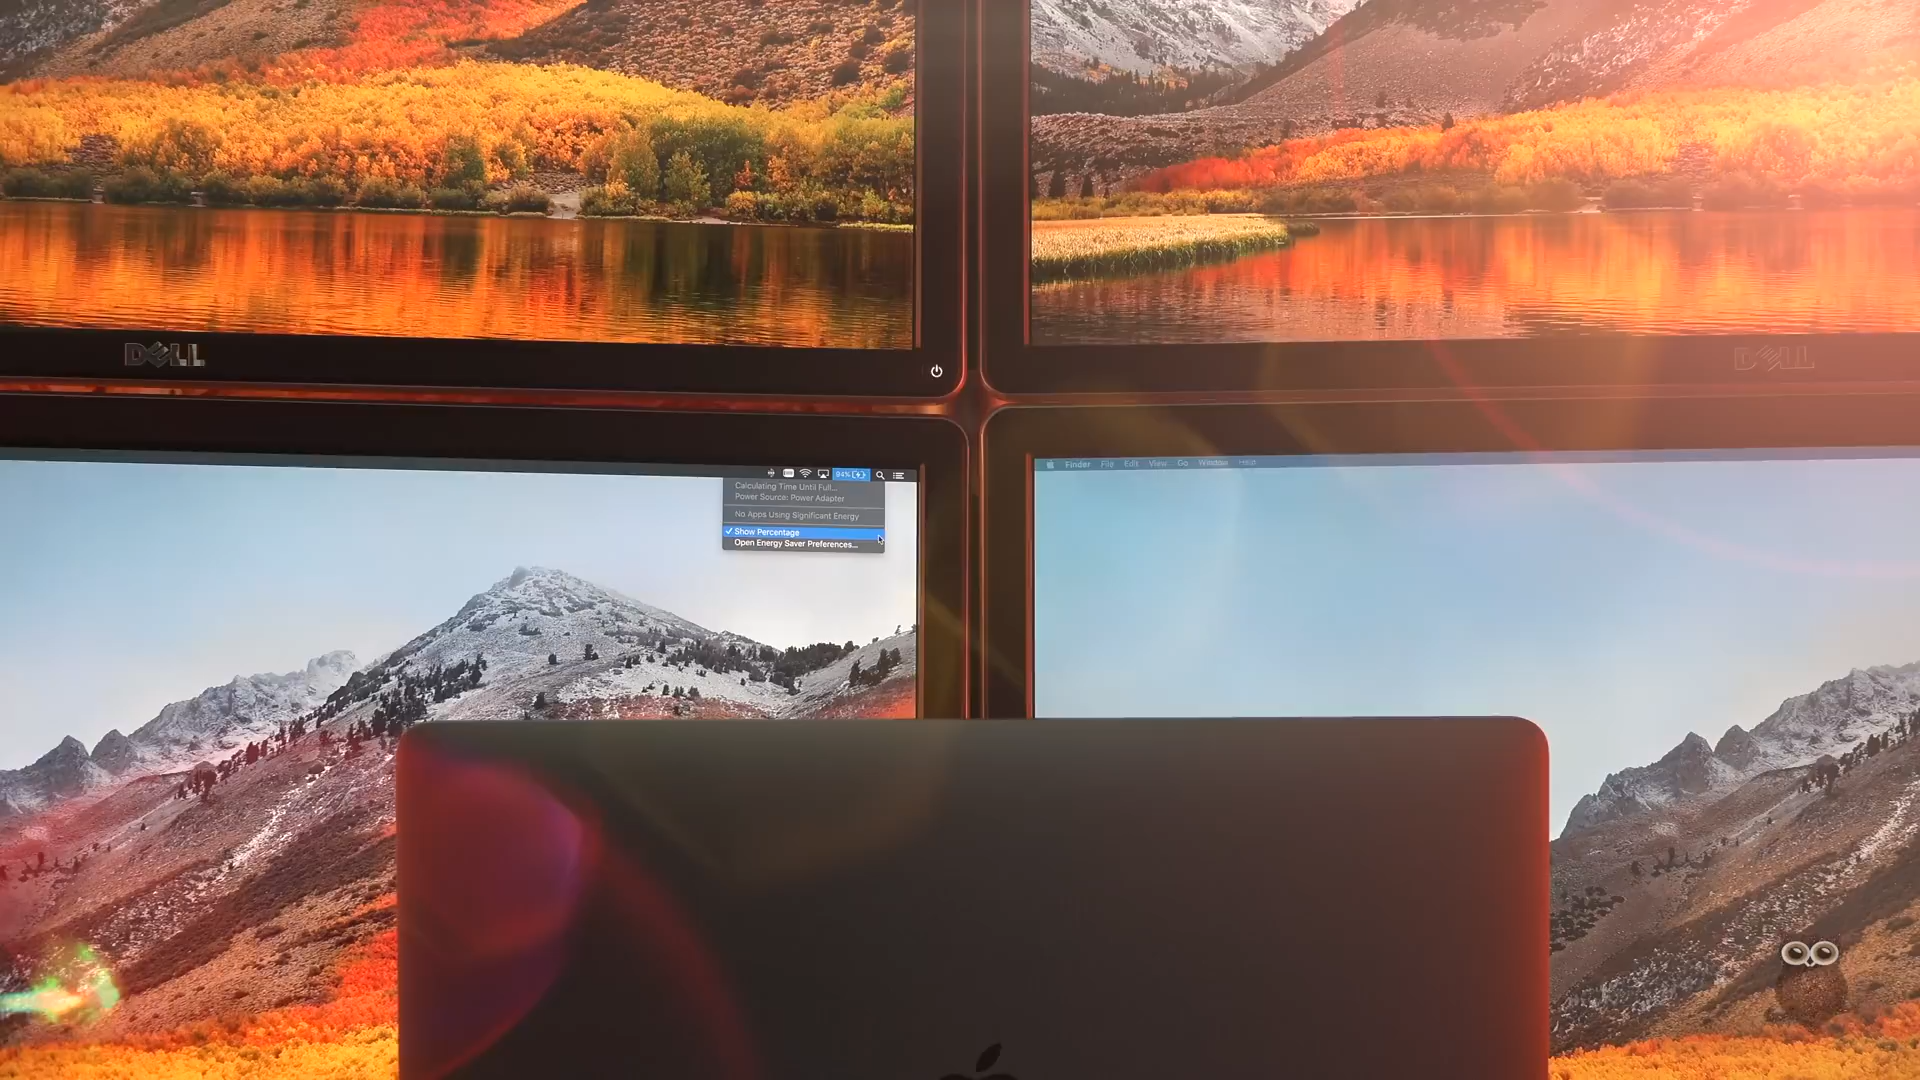 DELL
DELL
94%
Finder File Edit View Go Window Help
Calculating Time Until Full...
Power Source: Power Adapter
No Apps Using Significant Energy
✓ Show Percentage
Open Energy Saver Preferences...